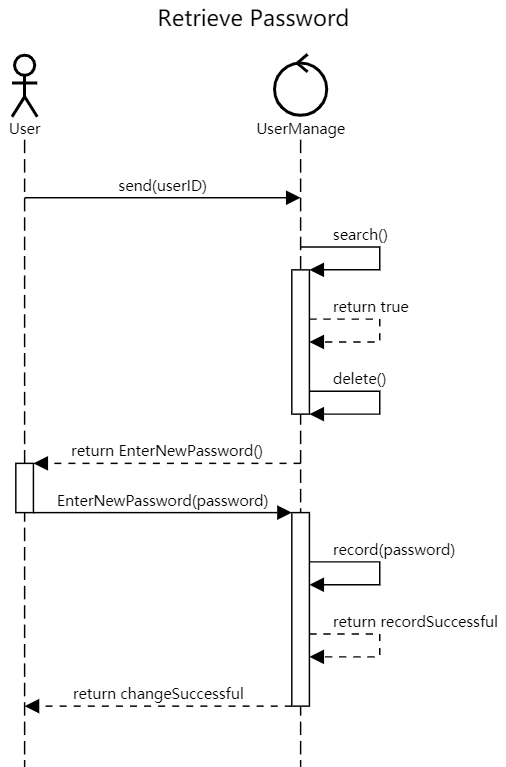 Retrieve Password
User
UserManage
send(userID)
search()
return true
delete()
return EnterNewPassword()
EnterNewPassword(password)
record(password)
return recordSuccessful
return changeSuccessful